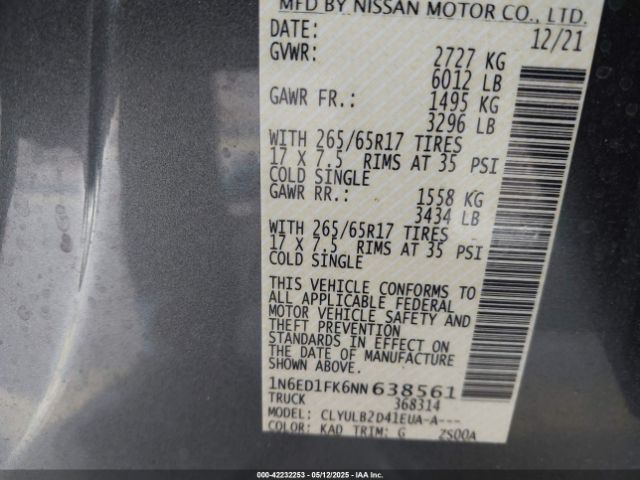 MFD BY NISSAN MOTOR CO., LTD.
DATE: 12/21
GVWR: 2727 KG
6012 LB
GAWR FR.: 1495 KG
3296 LB
WITH 265/65R17 TIRES
17 X 7.5 RIMS AT 35 PSI
COLD SINGLE
GAWR RR.: 1558 KG
3434 LB
WITH 265/65R17 TIRES
17 X 7.5 RIMS AT 35 PSI
COLD SINGLE
THIS VEHICLE CONFORMS TO
ALL APPLICABLE FEDERAL
MOTOR VEHICLE SAFETY AND
THEFT PREVENTION
STANDARDS IN EFFECT ON
THE DATE OF MANUFACTURE
SHOWN ABOVE.
1N6ED1FK6NN638561
TRUCK 368314
MODEL: CLYULB2D41EUA-A---
COLOR: KAD TRIM: G 2S00A
000-42232253 | 05/12/2025 | IAAI.COM